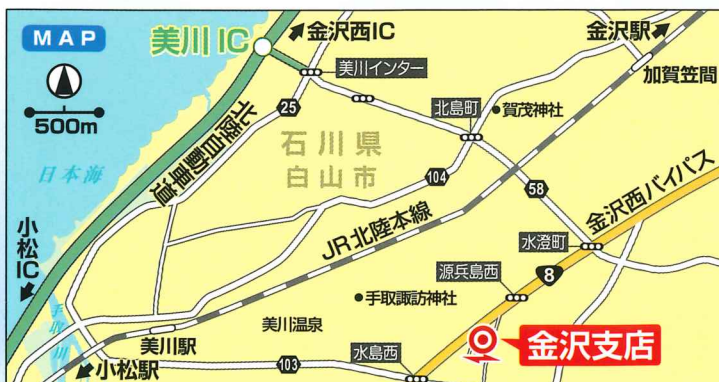 MAP
500m
美川IC
金沢西IC
金沢駅
加賀笠間
美川インター
25
北島町
賀茂神社
北陸自動車道
石川県
白山市
日本海
104
58
JR北陸本線
金沢西バイパス
水澄町
小松IC
源兵島西
8
手取諏訪神社
手取川
美川温泉
美川駅
金沢支店
小松駅
103
水島西